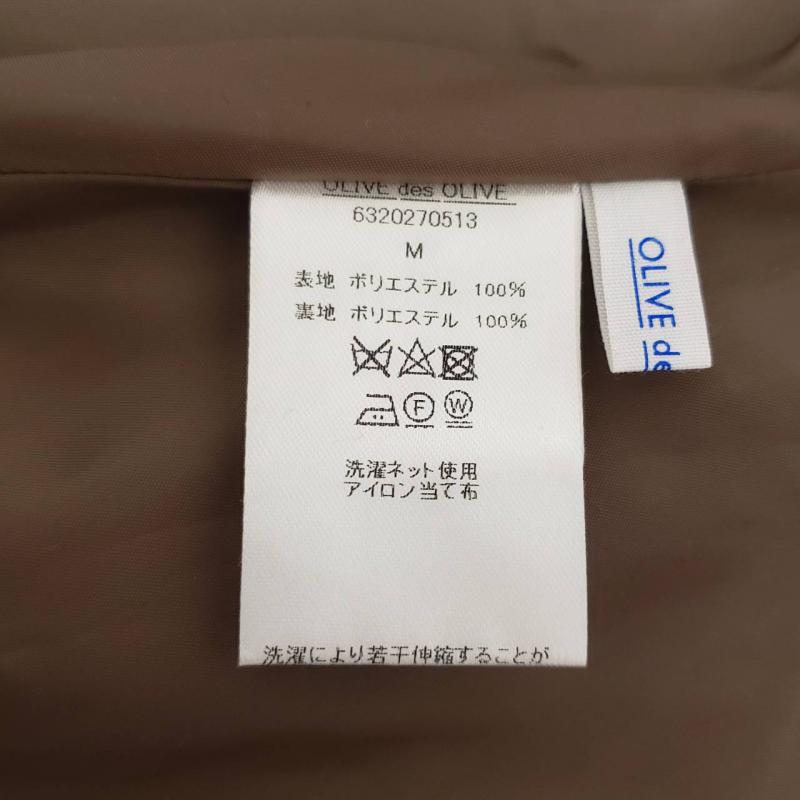 OLIVE des OLIVE
6320270513
M
表地 ポリエステル 100%
裏地 ポリエステル 100%
F W
洗濯ネット使用
アイロン当て布
洗濯により若干伸縮することが
OLIVE de